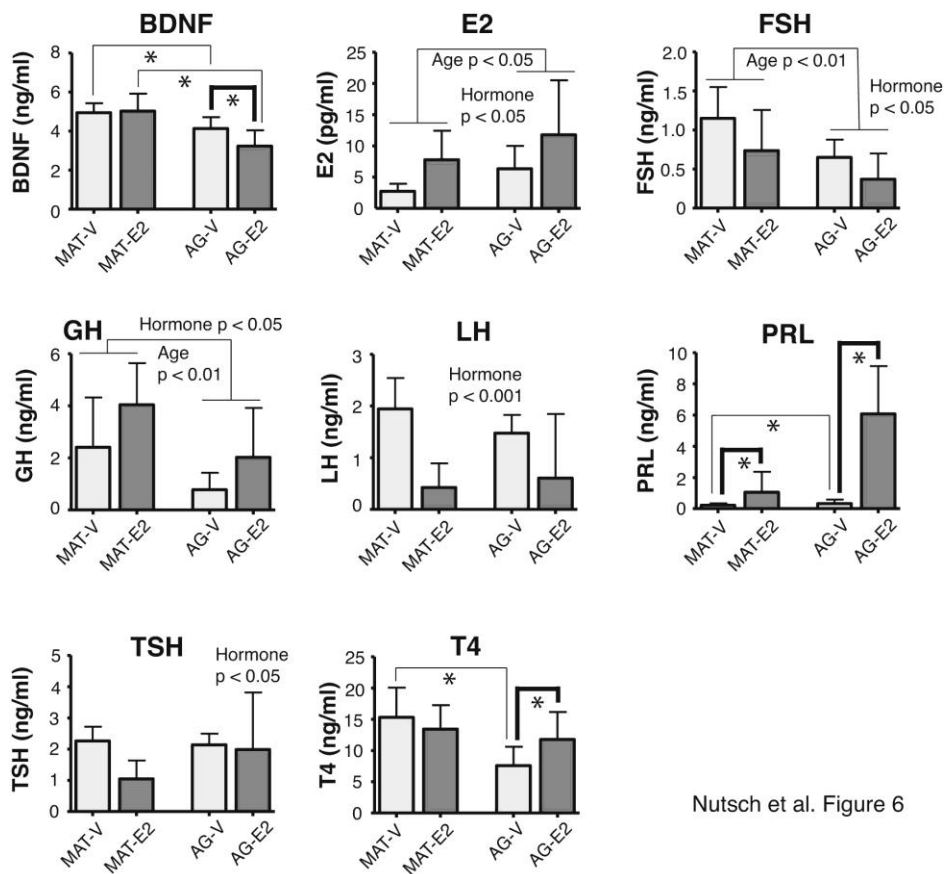 BDNF
BDNF (ng/ml)
8
6
4
2
0
*
*
*
MAT-V
MAT-E2
AG-V
AG-E2
E2
E2 (pg/ml)
25
20
15
10
5
0
Age p < 0.05
Hormone
p < 0.05
MAT-V
MAT-E2
AG-V
AG-E2
FSH
FSH (ng/ml)
2.0
1.5
1.0
0.5
0
Age p < 0.01
Hormone
p < 0.05
MAT-V
MAT-E2
AG-V
AG-E2
GH
GH (ng/ml)
6
4
2
0
Hormone p < 0.05
Age
p < 0.01
MAT-V
MAT-E2
AG-V
AG-E2
LH
LH (ng/ml)
3
2
1
0
Hormone
p < 0.001
MAT-V
MAT-E2
AG-V
AG-E2
PRL
PRL (ng/ml)
10
8
6
4
2
0
*
*
*
MAT-V
MAT-E2
AG-V
AG-E2
TSH
TSH (ng/ml)
5
4
3
2
1
0
Hormone
p < 0.05
MAT-V
MAT-E2
AG-V
AG-E2
T4
T4 (ng/ml)
25
20
15
10
5
0
*
*
MAT-V
MAT-E2
AG-V
AG-E2
Nutsch et al. Figure 6